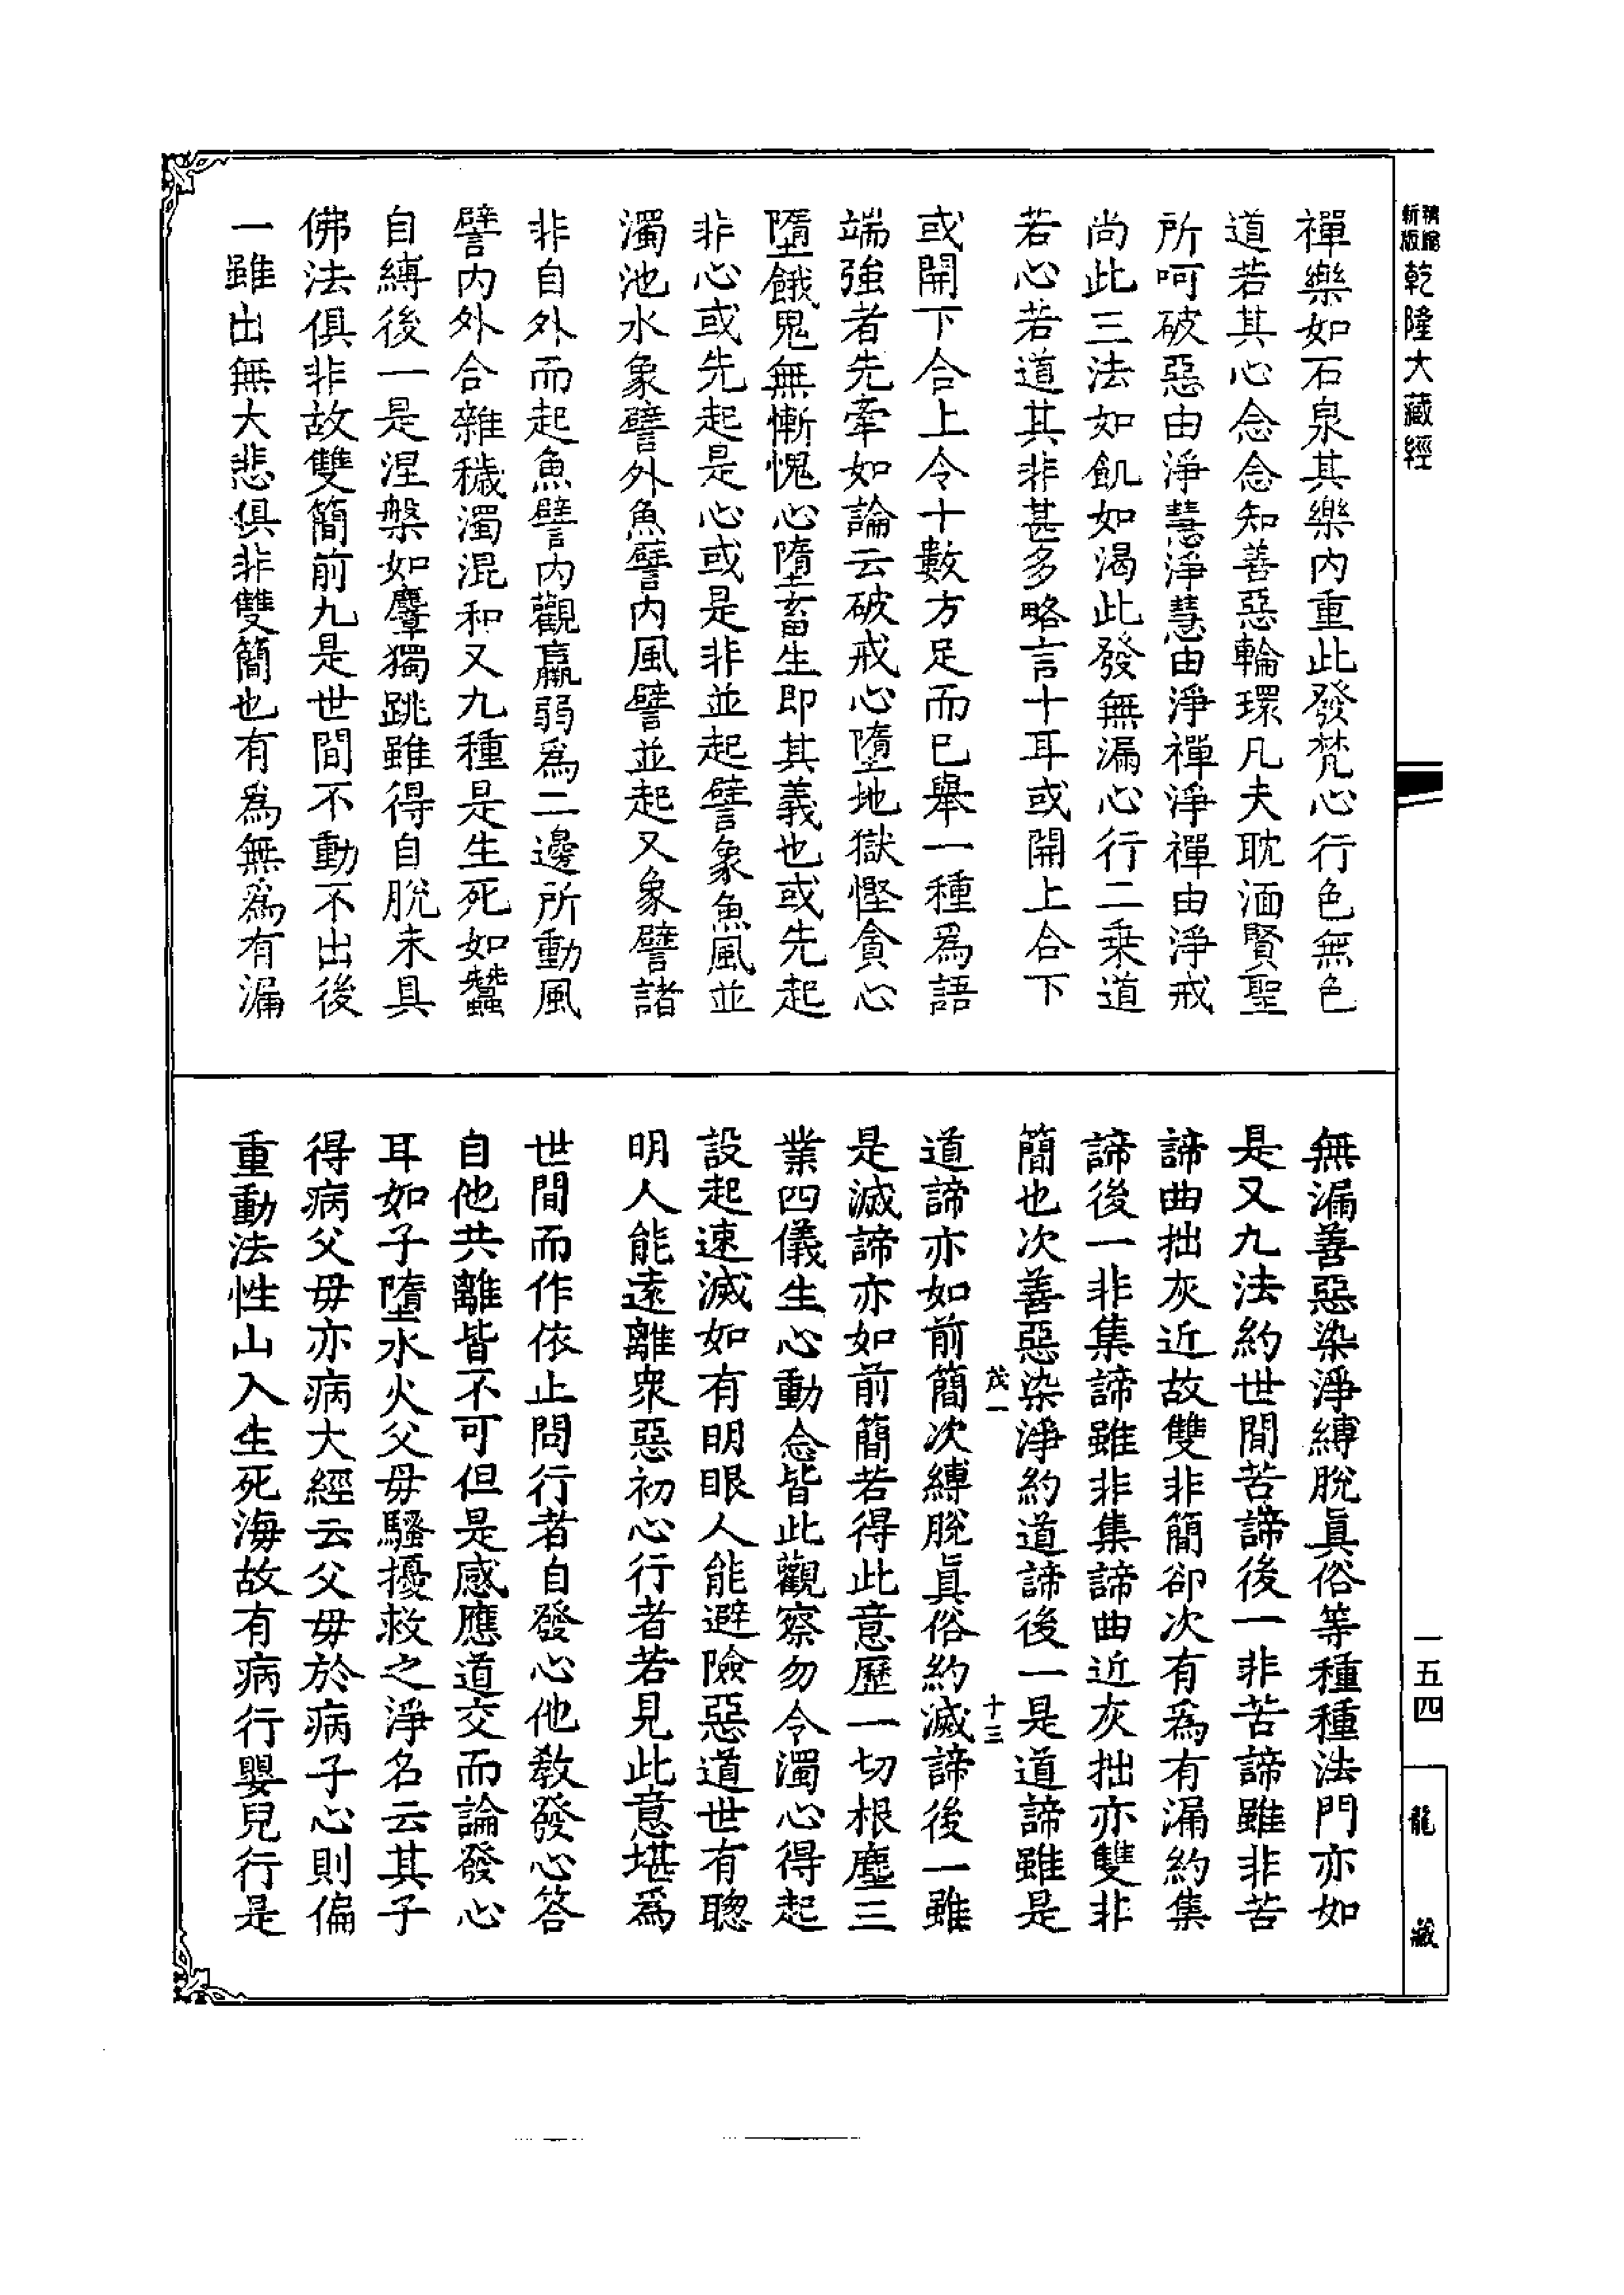 新版
乾隆大藏經
禪樂如石泉其樂內重此發梵心行色無色
道若其心念念知善惡輪環凡夫耽湎賢聖
所呵破惡由淨慧淨慧由淨禪淨禪由淨戒
尚此三法如飢如渴此發無漏心行二乘道
若心若道其非甚多略言十耳或開上合下
或開下合上令十數方足而已舉一種為語
端強者先牽如論云破戒心墮地獄慳貪心
墮餓鬼無慚愧心墮畜生即其義也或先起
非心或先起是心或是非並起譬象魚風並
濁池水象譬外魚譬內風譬並起又象譬諸
非自外而起魚譬內觀羸弱為二邊所動風
譬內外合雜穢濁混和又九種是生死如蠶
自縛後一是涅槃如麞獨跳雖得自脫未具
佛法俱非故雙簡前九是世間不動不出後
一雖出無大悲俱非雙簡也有為無為有漏
無漏善惡染淨縛脫眞俗等種種法門亦如
是又九法約世間苦諦後一非苦諦雖非苦
諦曲拙灰近故雙非簡卻次有為有漏約集
諦後一非集諦雖非集諦曲近灰拙亦雙非
簡也次善惡染淨約道諦後一是道諦雖是
茂一
十三
道諦亦如前簡次縛脫眞俗約滅諦後一雖
是滅諦亦如前簡若得此意歷一切根塵三
業四儀生心動念皆此觀察勿令濁心得起
設起速滅如有明眼人能避險惡道世有聰
明人能遠離衆惡初心行者若見此意堪為
世間而作依止問行者自發心他教發心答
自他共離皆不可但是感應道交而論發心
耳如子墮水火父毋騷擾救之淨名云其子
得病父毋亦病大經云父毋於病子心則偏
重動法性山入生死海故有病行嬰兒行是
一五四
龍藏